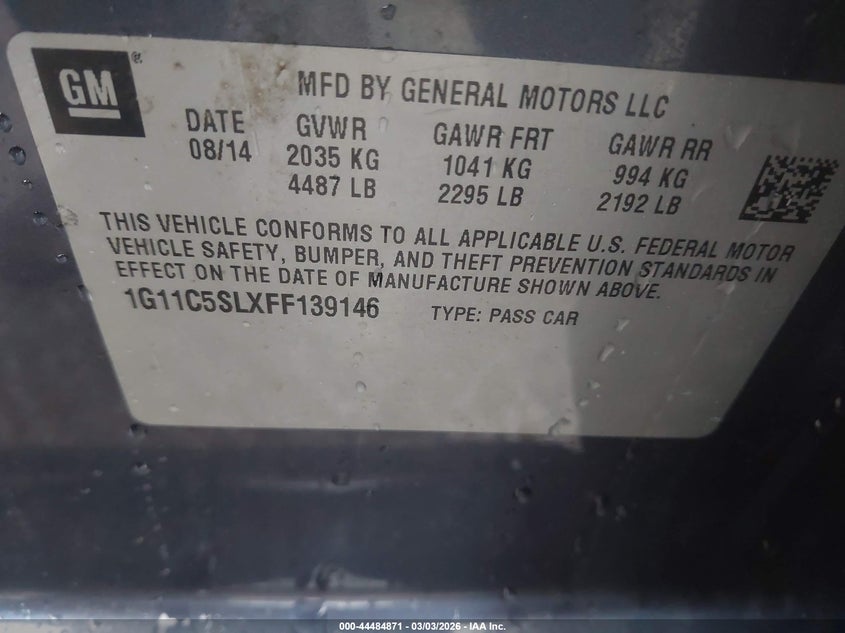 GM®
MFD BY GENERAL MOTORS LLC
DATE GVWR GAWR FRT GAWR RR
08/14 2035 KG 1041 KG 994 KG
4487 LB 2295 LB 2192 LB
THIS VEHICLE CONFORMS TO ALL APPLICABLE U.S. FEDERAL MOTOR
VEHICLE SAFETY, BUMPER, AND THEFT PREVENTION STANDARDS IN
EFFECT ON THE DATE OF MANUFACTURE SHOWN ABOVE.
1G11C5SLXFF139146 TYPE: PASS CAR
000-44484871 | 03/03/2026 - IAA Inc.